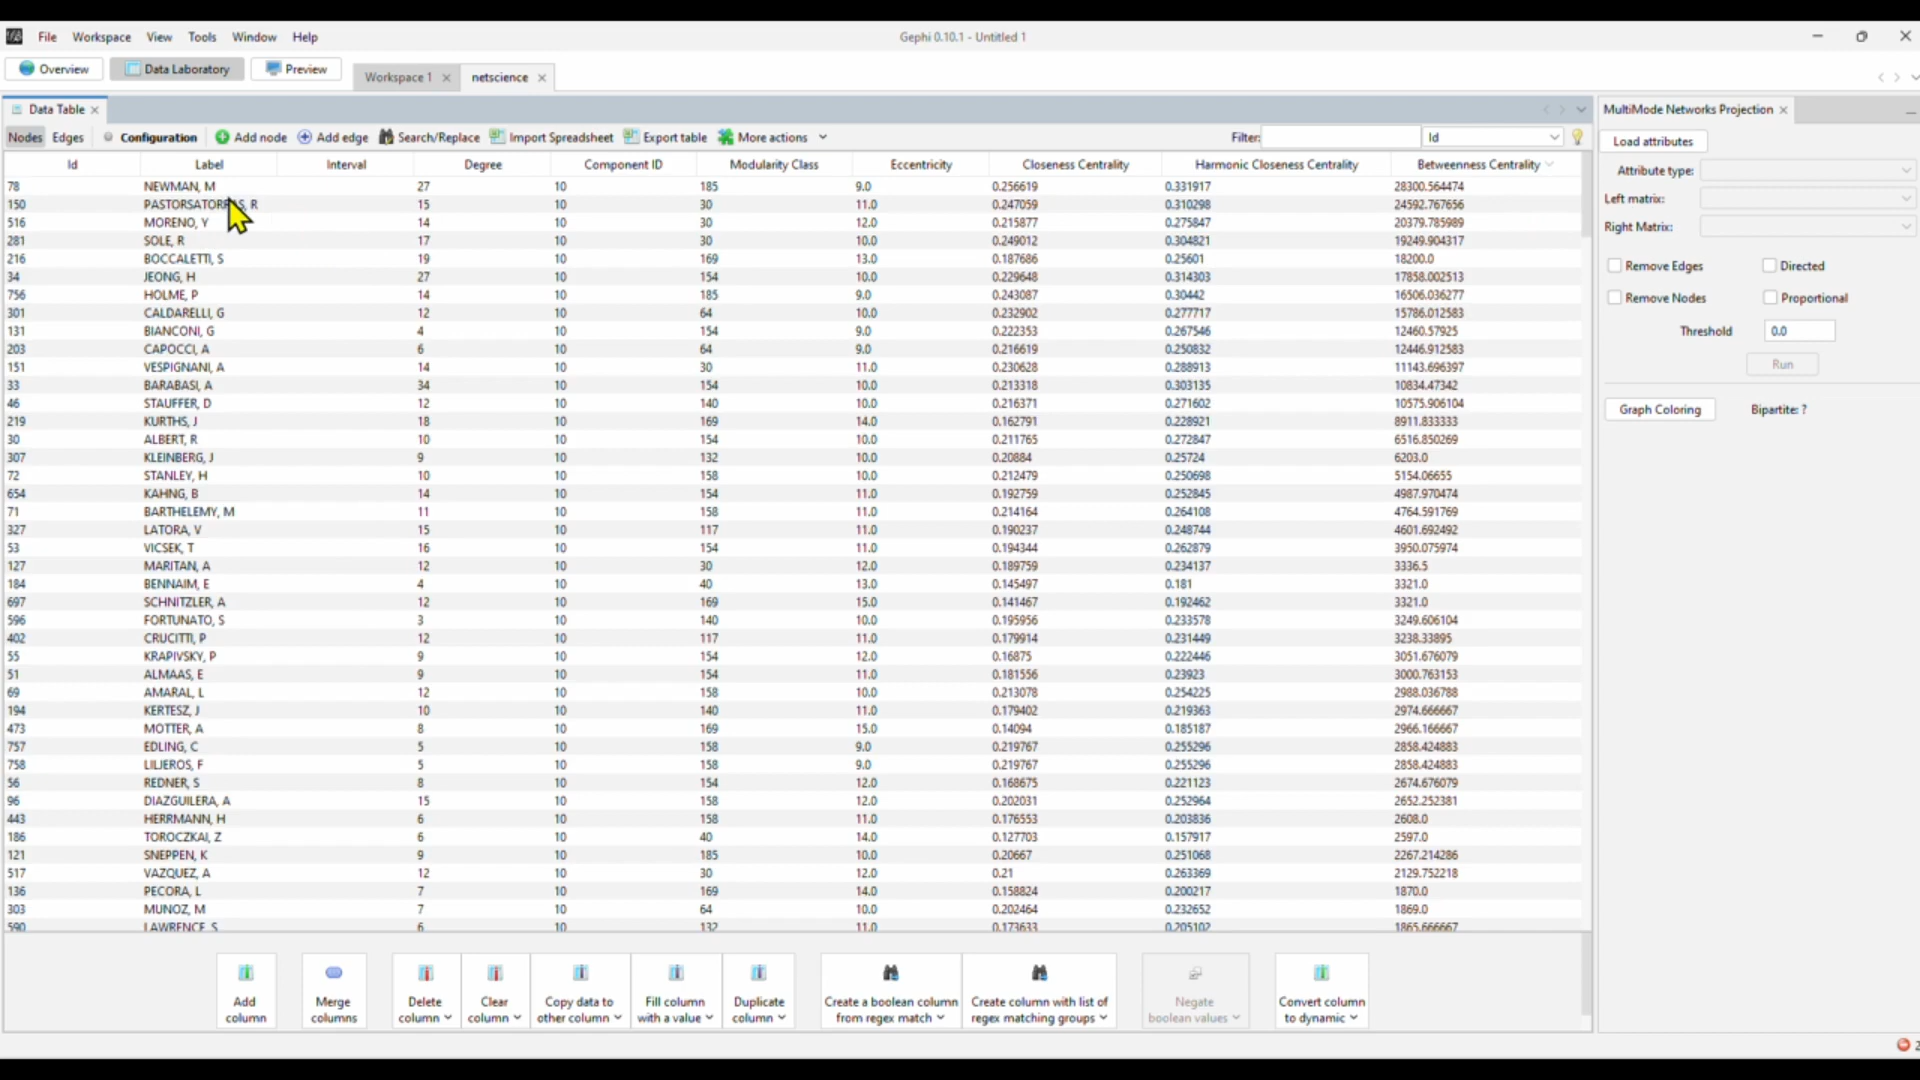 File Workspace View Tools Window Help Gephi 0.10.1 - Untitled 1
Overview Data Laboratory Preview Workspace 1 netscience
Data Table MultiMode Networks Projection
Nodes Edges Configuration Add node Add edge Search/Replace Import Spreadsheet Export table More actions Filter: Id
Load attributes
Id Label Interval Degree Component ID Modularity Class Eccentricity Closeness Centrality Harmonic Closeness Centrality Betweenness Centrality
Attribute type:
Left matrix:
Right Matrix:
Remove Edges Directed
Remove Nodes Proportional
Threshold 0.0
Run
Graph Coloring Bipartite: ?
78 NEWMAN, M 27 10 185 9.0 0.256619 0.331917 28300.564474
150 PASTORSATORRAS, R 15 10 30 11.0 0.247059 0.310298 24592.767656
516 MORENO, Y 14 10 30 12.0 0.215877 0.275847 20379.785989
281 SOLE, R 17 10 30 10.0 0.249012 0.304821 19249.904317
216 BOCCALETTI, S 19 10 169 13.0 0.187686 0.25601 18200.0
34 JEONG, H 27 10 154 10.0 0.229648 0.314303 17858.002513
756 HOLME, P 14 10 185 9.0 0.243087 0.30442 16506.036277
301 CALDARELLI, G 12 10 64 10.0 0.232902 0.277717 15786.012583
131 BIANCONI, G 4 10 154 9.0 0.222353 0.267546 12460.57925
203 CAPOCCI, A 6 10 64 9.0 0.216619 0.250832 12446.912583
151 VESPIGNANI, A 14 10 30 11.0 0.230628 0.288913 11143.696397
33 BARABASI, A 34 10 154 10.0 0.213318 0.303135 10834.47342
46 STAUFFER, D 12 10 140 10.0 0.216371 0.271602 10575.906104
219 KURTHS, J 18 10 169 14.0 0.162791 0.228921 8911.833333
30 ALBERT, R 10 10 154 10.0 0.211765 0.272847 6516.850269
307 KLEINBERG, J 9 10 132 10.0 0.20884 0.25724 6203.0
72 STANLEY, H 10 10 158 10.0 0.212479 0.250698 5154.06655
654 KAHNG, B 14 10 154 11.0 0.192759 0.252845 4987.970474
71 BARTHELEMY, M 11 10 158 11.0 0.214164 0.264108 4764.591769
327 LATORA, V 15 10 117 11.0 0.190237 0.248744 4601.692492
53 VICSEK, T 16 10 154 11.0 0.194344 0.262879 3950.075974
127 MARITAN, A 12 10 30 12.0 0.189759 0.234137 3336.5
184 BENNAIM, E 4 10 40 13.0 0.145497 0.181 3321.0
697 SCHNITZLER, A 12 10 169 15.0 0.141467 0.192462 3321.0
596 FORTUNATO, S 3 10 140 10.0 0.195956 0.233578 3249.606104
402 CRUCITTI, P 12 10 117 11.0 0.179914 0.231449 3238.33895
55 KRAPIVSKY, P 9 10 154 12.0 0.16875 0.222446 3051.676079
51 ALMAAS, E 9 10 154 11.0 0.181556 0.23923 3000.763153
69 AMARAL, L 12 10 158 10.0 0.213078 0.254225 2988.036788
194 KERTESZ, J 10 10 140 11.0 0.179402 0.219363 2974.666667
473 MOTTER, A 8 10 169 15.0 0.14094 0.185187 2966.166667
757 EDLING, C 5 10 158 9.0 0.219767 0.255296 2858.424883
758 LILJEROS, F 5 10 158 9.0 0.219767 0.255296 2858.424883
56 REDNER, S 8 10 154 12.0 0.168675 0.221123 2674.676079
96 DIAZGUILERA, A 15 10 158 12.0 0.202031 0.252964 2652.252381
443 HERRMANN, H 6 10 158 11.0 0.176553 0.203836 2608.0
186 TOROCZKAI, Z 6 10 40 14.0 0.127703 0.157917 2597.0
121 SNEPPEN, K 9 10 185 10.0 0.20667 0.251068 2267.214286
517 VAZQUEZ, A 12 10 30 12.0 0.21 0.263369 2129.752218
136 PECORA, L 7 10 169 14.0 0.158824 0.200217 1870.0
303 MUNOZ, M 7 10 64 10.0 0.202464 0.232652 1869.0
590 LAWRENCE, S 6 10 132 11.0 0.173633 0.205102 1865.666667
Add column
Merge columns
Delete column
Clear column
Copy data to other column
Fill column with a value
Duplicate column
Create a boolean column from regex match
Create column with list of regex matching groups
Negate boolean values
Convert column to dynamic
2